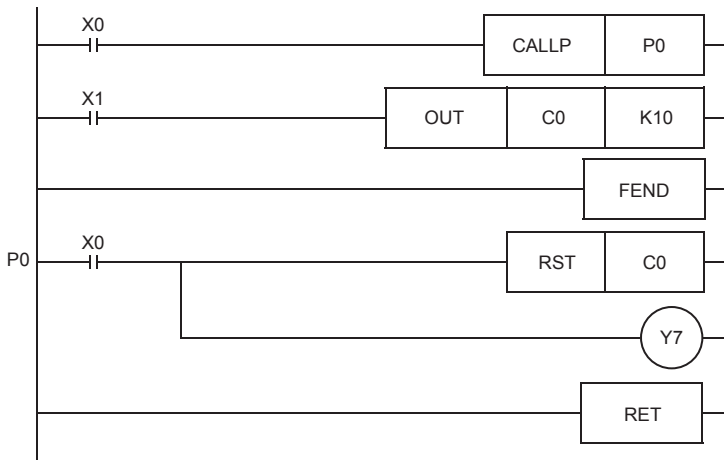 X0
CALLP P0
X1
OUT C0 K10
FEND
P0 X0 RST C0
Y7
RET